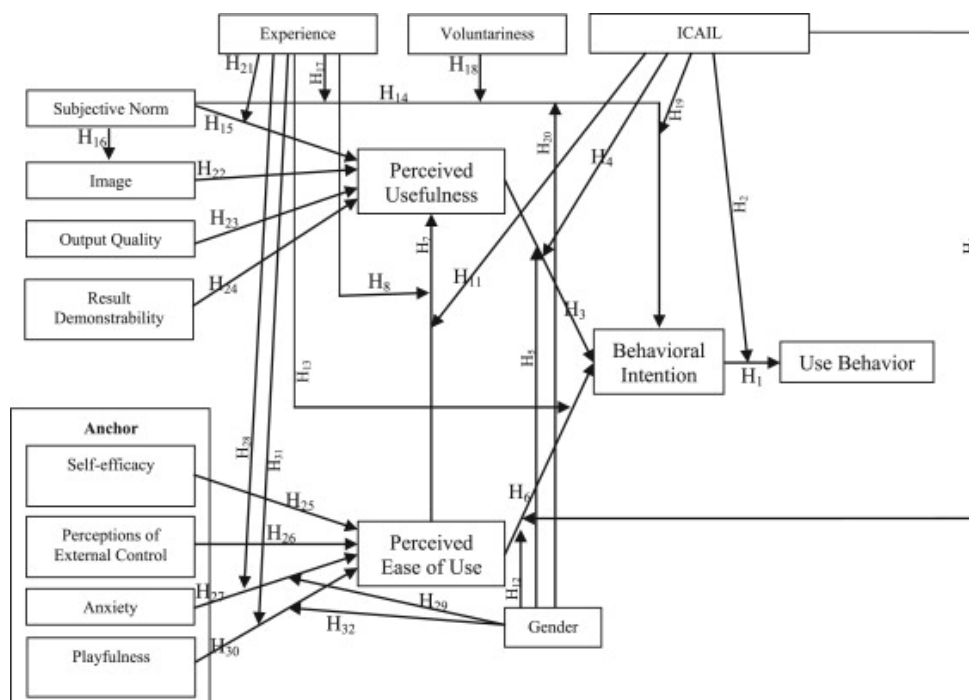 Experience
Voluntariness
ICAIL
H21
H17
H18
H14
H19
Subjective Norm
H15
H16
H20
H4
Image
H22
Perceived
Usefulness
H2
Output Quality
H23
H7
H24
H8
H11
Result
Demonstrability
H3
H5
Behavioral
Intention
H1
Use Behavior
H13
Anchor
H28
H31
Self-efficacy
H25
H6
Perceptions of
External Control
H26
Perceived
Ease of Use
H12
Anxiety
H27
H29
H32
Gender
Playfulness
H30